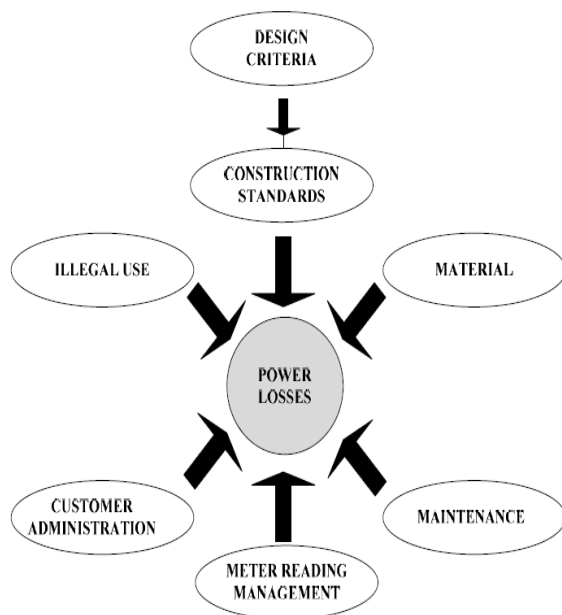 DESIGN
CRITERIA
CONSTRUCTION
STANDARDS
ILLEGAL USE
MATERIAL
POWER
LOSSES
CUSTOMER
ADMINISTRATION
MAINTENANCE
METER READING
MANAGEMENT